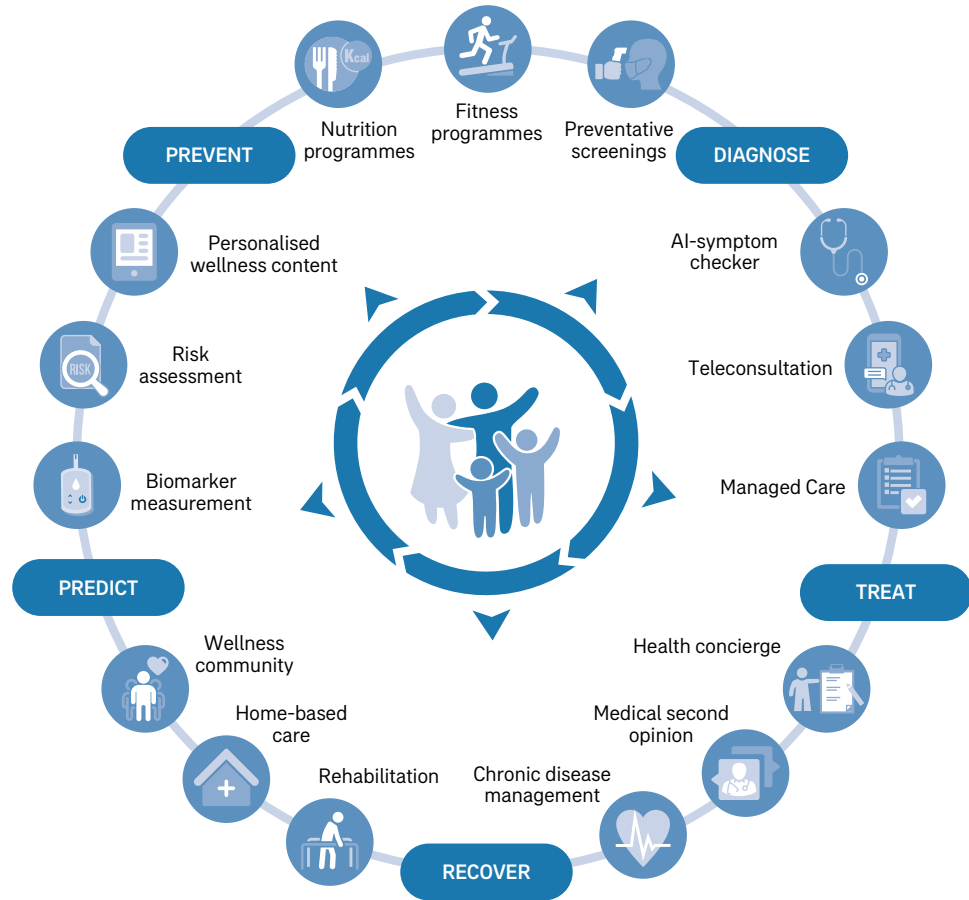 Kcal
Nutrition
programmes
Fitness
programmes
Preventative
screenings
PREVENT
DIAGNOSE
Personalised
wellness content
AI-symptom
checker
RISK
Risk
assessment
Teleconsultation
Biomarker
measurement
Managed Care
PREDICT
TREAT
Wellness
community
Health concierge
Home-based
care
Medical second
opinion
Rehabilitation
Chronic disease
management
RECOVER